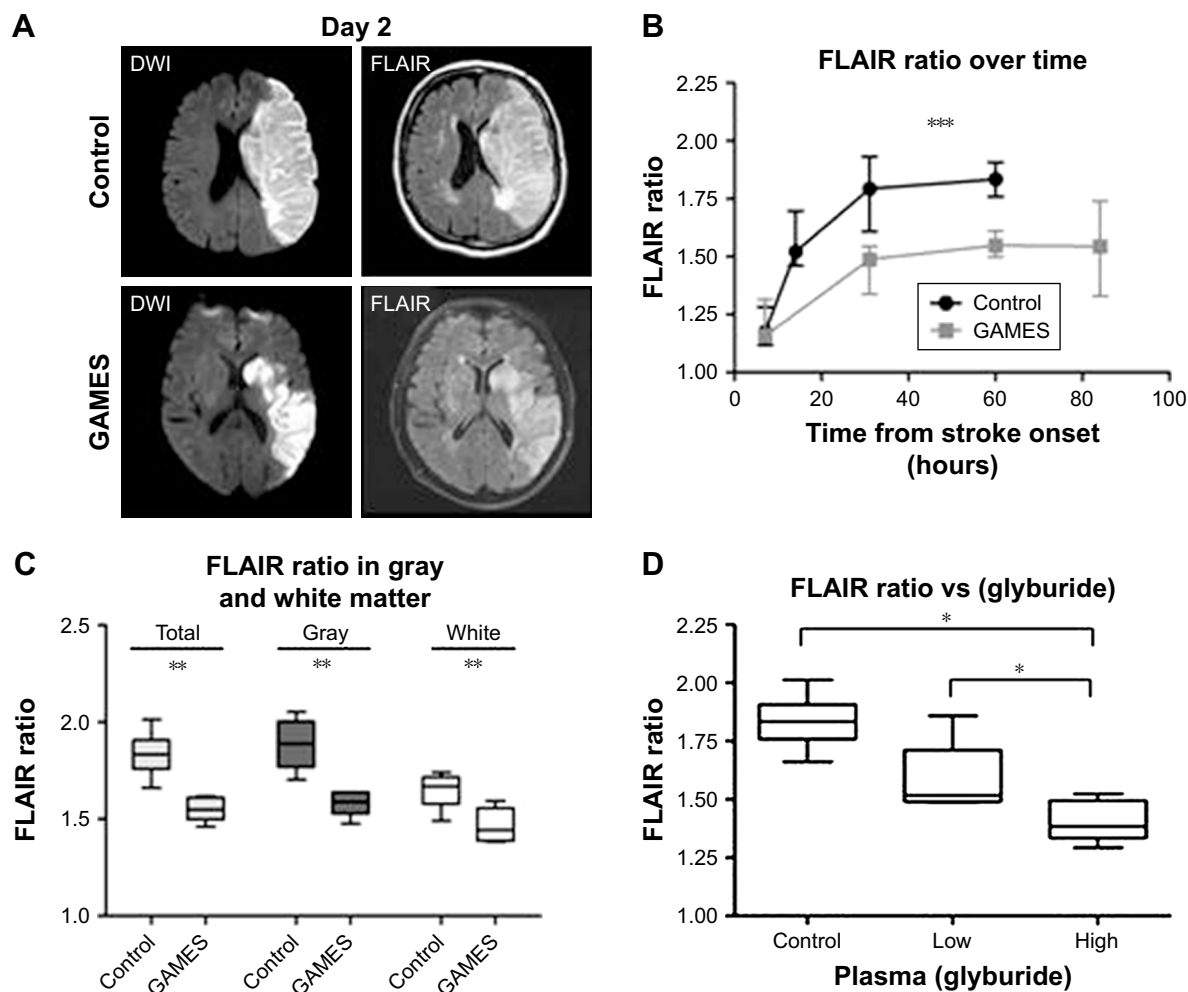 A
Day 2
DWI
FLAIR
Control
DWI
FLAIR
GAMES
B
FLAIR ratio over time
2.25
2.00
1.75
1.50
1.25
1.00
FLAIR ratio
***
Control
GAMES
0
20
40
60
80
100
Time from stroke onset
(hours)
C
FLAIR ratio in gray
and white matter
2.5
2.0
1.5
1.0
FLAIR ratio
Total
Gray
White
**
**
**
Control
GAMES
Control
GAMES
Control
GAMES
D
FLAIR ratio vs (glyburide)
2.25
2.00
1.75
1.50
1.25
1.00
FLAIR ratio
*
*
Control
Low
High
Plasma (glyburide)